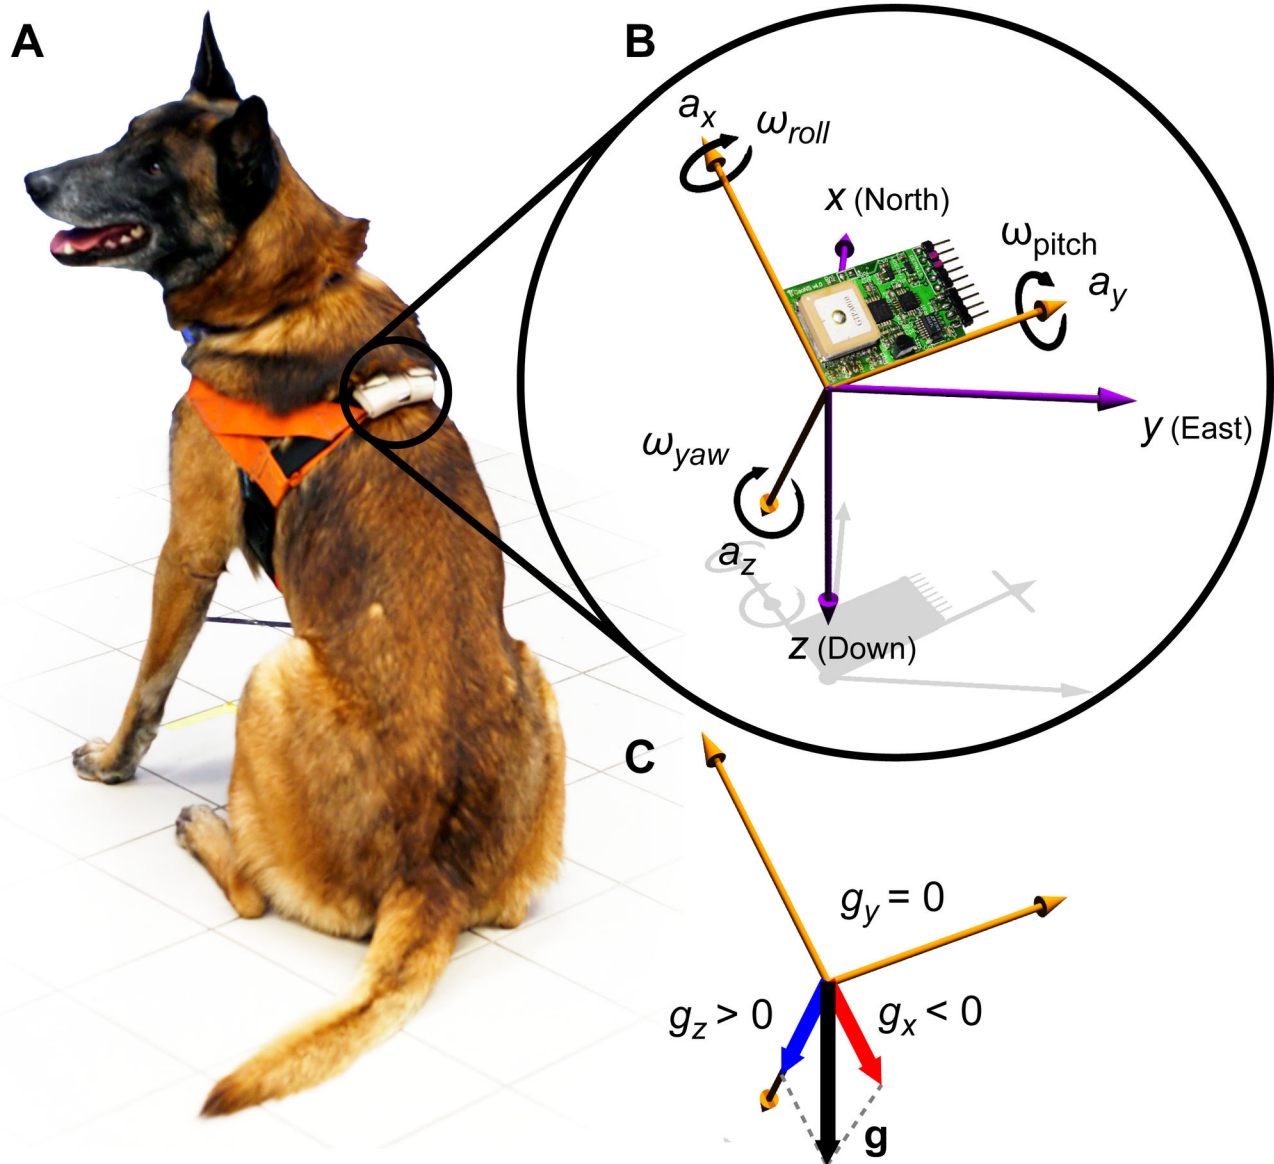 A
B
a_x
ω_roll
x (North)
ω_pitch
a_y
y (East)
ω_yaw
a_z
z (Down)
C
g_y = 0
g_z > 0
g_x < 0
g